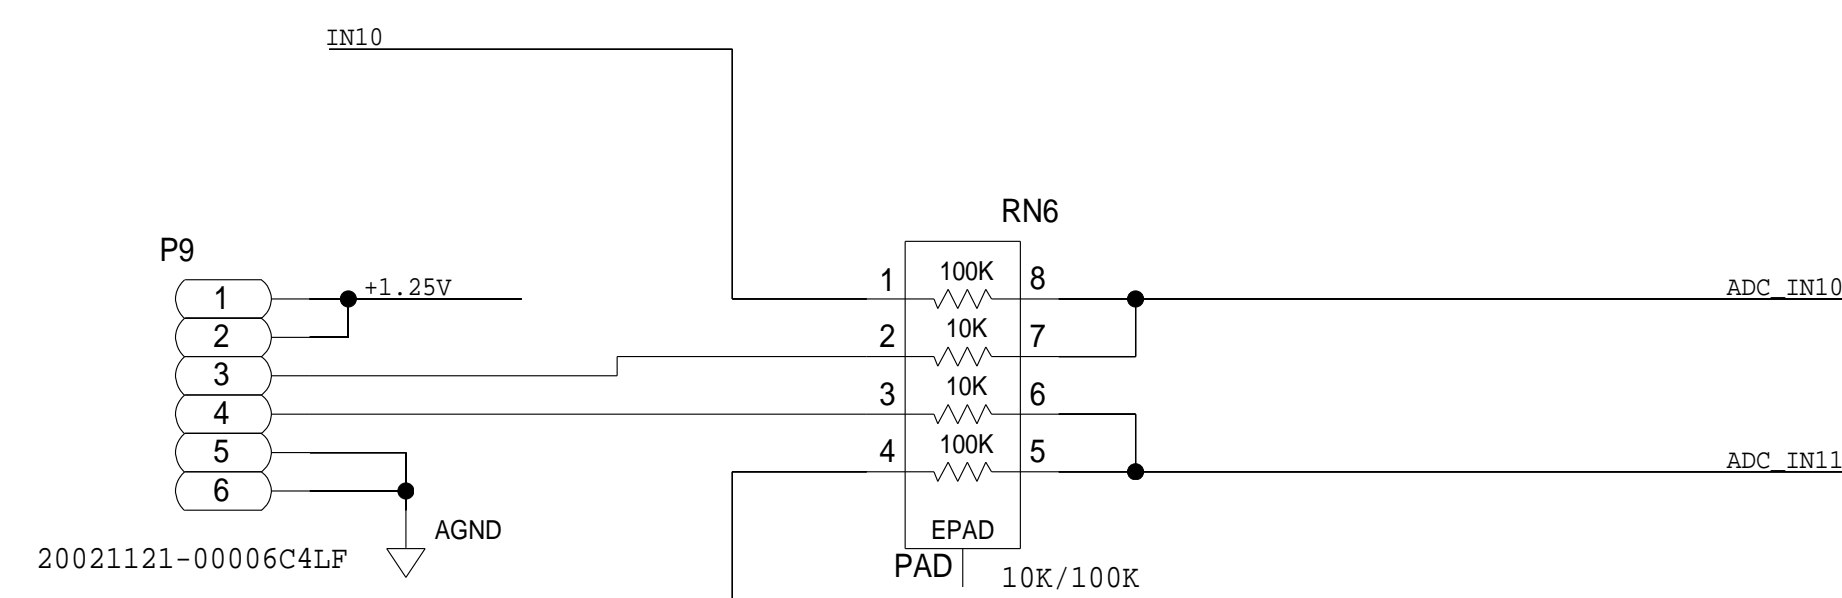 IN10
RN6
P9
+1.25V
1
2
3
4
5
6
AGND
20021121-00006C4LF
1 100K 8
2 10K 7
3 10K 6
4 100K 5
EPAD
PAD
10K/100K
ADC_IN10
ADC_IN11